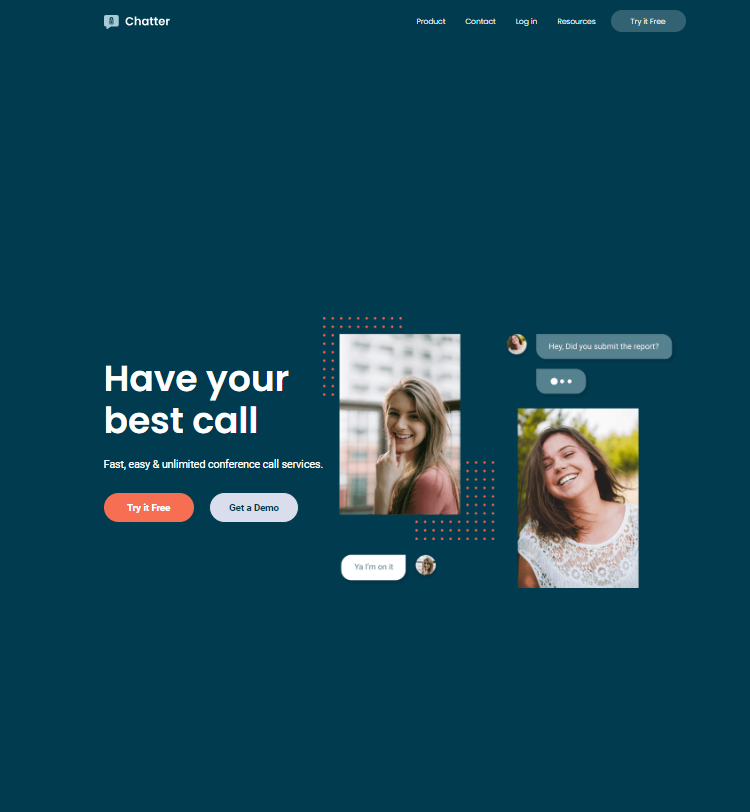 Chatter
Product Contact Log in Resources Try it Free
Have your
best call
Fast, easy & unlimited conference call services.
Try it Free Get a Demo
Hey, Did you submit the report?
Ya I'm on it